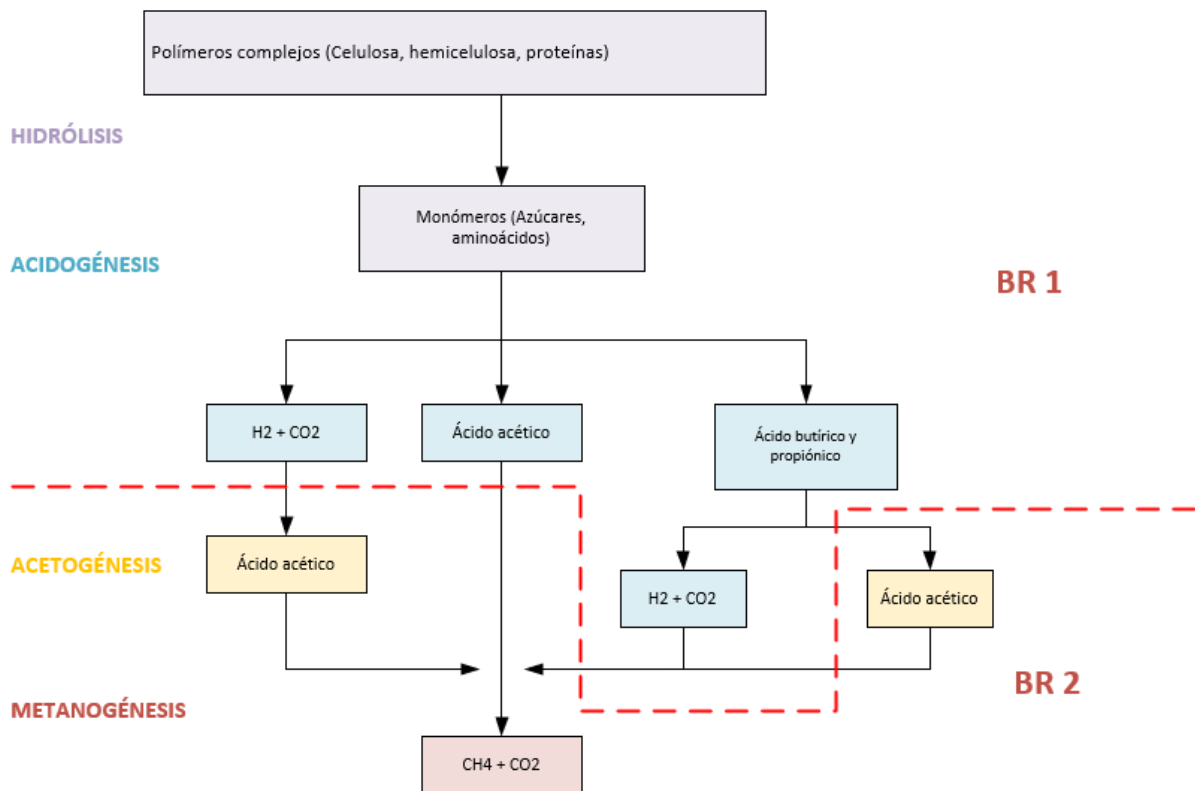 Polímeros complejos (Celulosa, hemicelulosa, proteínas)
HIDRÓLISIS
Monómeros (Azúcares,
aminoácidos)
ACIDOGÉNESIS
BR 1
H2 + CO2
Ácido acético
Ácido butírico y
propiónico
ACETOGÉNESIS
Ácido acético
H2 + CO2
Ácido acético
BR 2
METANOGÉNESIS
CH4 + CO2